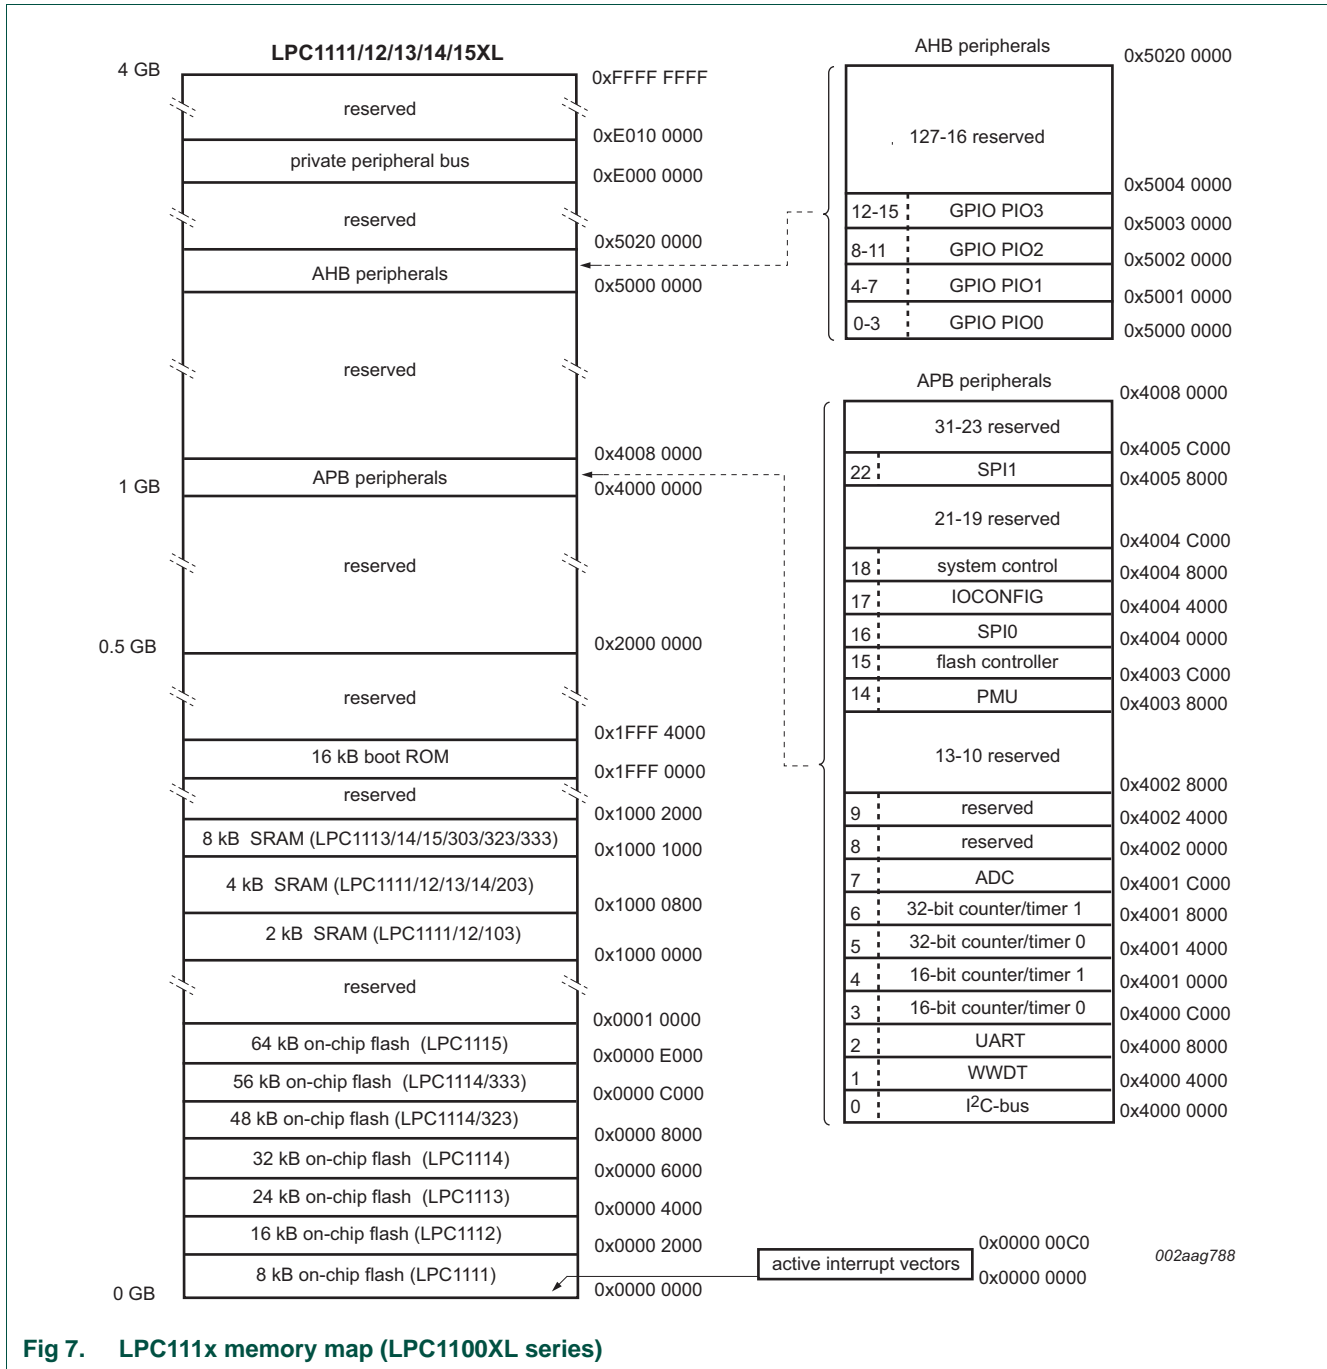 LPC1111/12/13/14/15XL
4 GB
0xFFFF FFFF
reserved
0xE010 0000
private peripheral bus
0xE000 0000
reserved
0x5020 0000
AHB peripherals
0x5000 0000
reserved
0x4008 0000
APB peripherals
1 GB
0x4000 0000
reserved
0.5 GB
0x2000 0000
reserved
0x1FFF 4000
16 kB boot ROM
0x1FFF 0000
reserved
0x1000 2000
8 kB SRAM (LPC1113/14/15/303/323/333)
0x1000 1000
4 kB SRAM (LPC1111/12/13/14/203)
0x1000 0800
2 kB SRAM (LPC1111/12/103)
0x1000 0000
reserved
0x0001 0000
64 kB on-chip flash (LPC1115)
0x0000 E000
56 kB on-chip flash (LPC1114/333)
0x0000 C000
48 kB on-chip flash (LPC1114/323)
0x0000 8000
32 kB on-chip flash (LPC1114)
0x0000 6000
24 kB on-chip flash (LPC1113)
0x0000 4000
16 kB on-chip flash (LPC1112)
0x0000 2000
8 kB on-chip flash (LPC1111)
0x0000 0000
0 GB
AHB peripherals
0x5020 0000
127-16 reserved
0x5004 0000
12-15 GPIO PIO3
0x5003 0000
8-11 GPIO PIO2
0x5002 0000
4-7 GPIO PIO1
0x5001 0000
0-3 GPIO PIO0
0x5000 0000
APB peripherals
0x4008 0000
31-23 reserved
0x4005 C000
22 SPI1
0x4005 8000
21-19 reserved
0x4004 C000
18 system control
0x4004 8000
17 IOCONFIG
0x4004 4000
16 SPI0
0x4004 0000
15 flash controller
0x4003 C000
14 PMU
0x4003 8000
13-10 reserved
0x4002 8000
9 reserved
0x4002 4000
8 reserved
0x4002 0000
7 ADC
0x4001 C000
6 32-bit counter/timer 1
0x4001 8000
5 32-bit counter/timer 0
0x4001 4000
4 16-bit counter/timer 1
0x4001 0000
3 16-bit counter/timer 0
0x4000 C000
2 UART
0x4000 8000
1 WWDT
0x4000 4000
0 I2C-bus
0x4000 0000
0x0000 00C0
active interrupt vectors
0x0000 0000
002aag788
Fig 7. LPC111x memory map (LPC1100XL series)